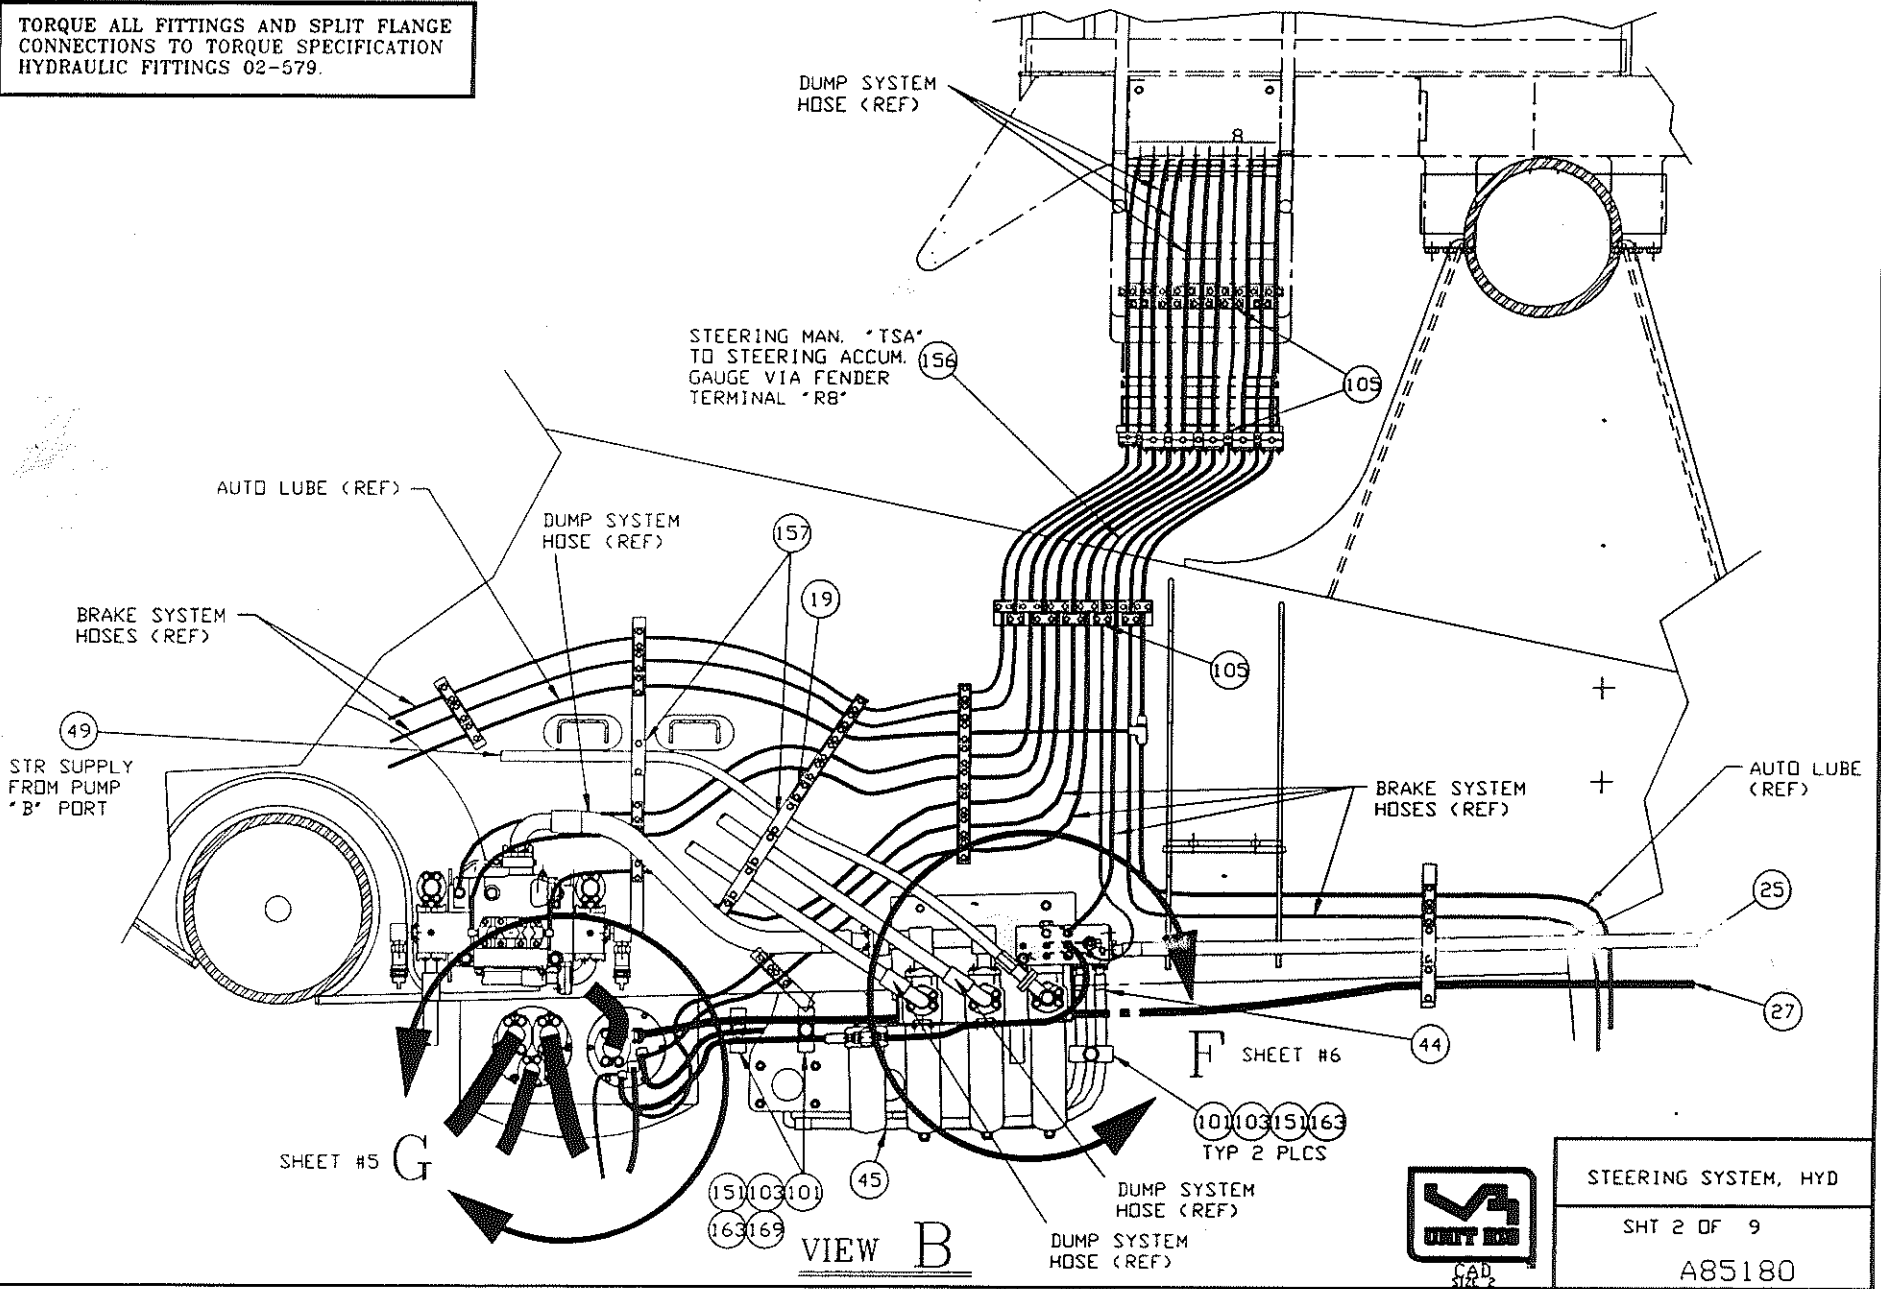 TORQUE ALL FITTINGS AND SPLIT FLANGE
CONNECTIONS TO TORQUE SPECIFICATION
HYDRAULIC FITTINGS 02-579.
DUMP SYSTEM
HOSE (REF)
8
STEERING MAN. "TSA"
TO STEERING ACCUM.
GAUGE VIA FENDER
TERMINAL "R8"
156
105
AUTO LUBE (REF)
DUMP SYSTEM
HOSE (REF)
157
19
BRAKE SYSTEM
HOSES (REF)
105
49
STR SUPPLY
FROM PUMP
"B" PORT
BRAKE SYSTEM
HOSES (REF)
AUTO LUBE
(REF)
25
27
44
F SHEET #6
101 103 151 163
TYP 2 PLCS
SHEET #5 G
151 103 101
163 169
45
DUMP SYSTEM
HOSE (REF)
DUMP SYSTEM
HOSE (REF)
VIEW B
UNIT RIG
CAD
SIZE 2
STEERING SYSTEM, HYD
SHT 2 OF 9
A85180